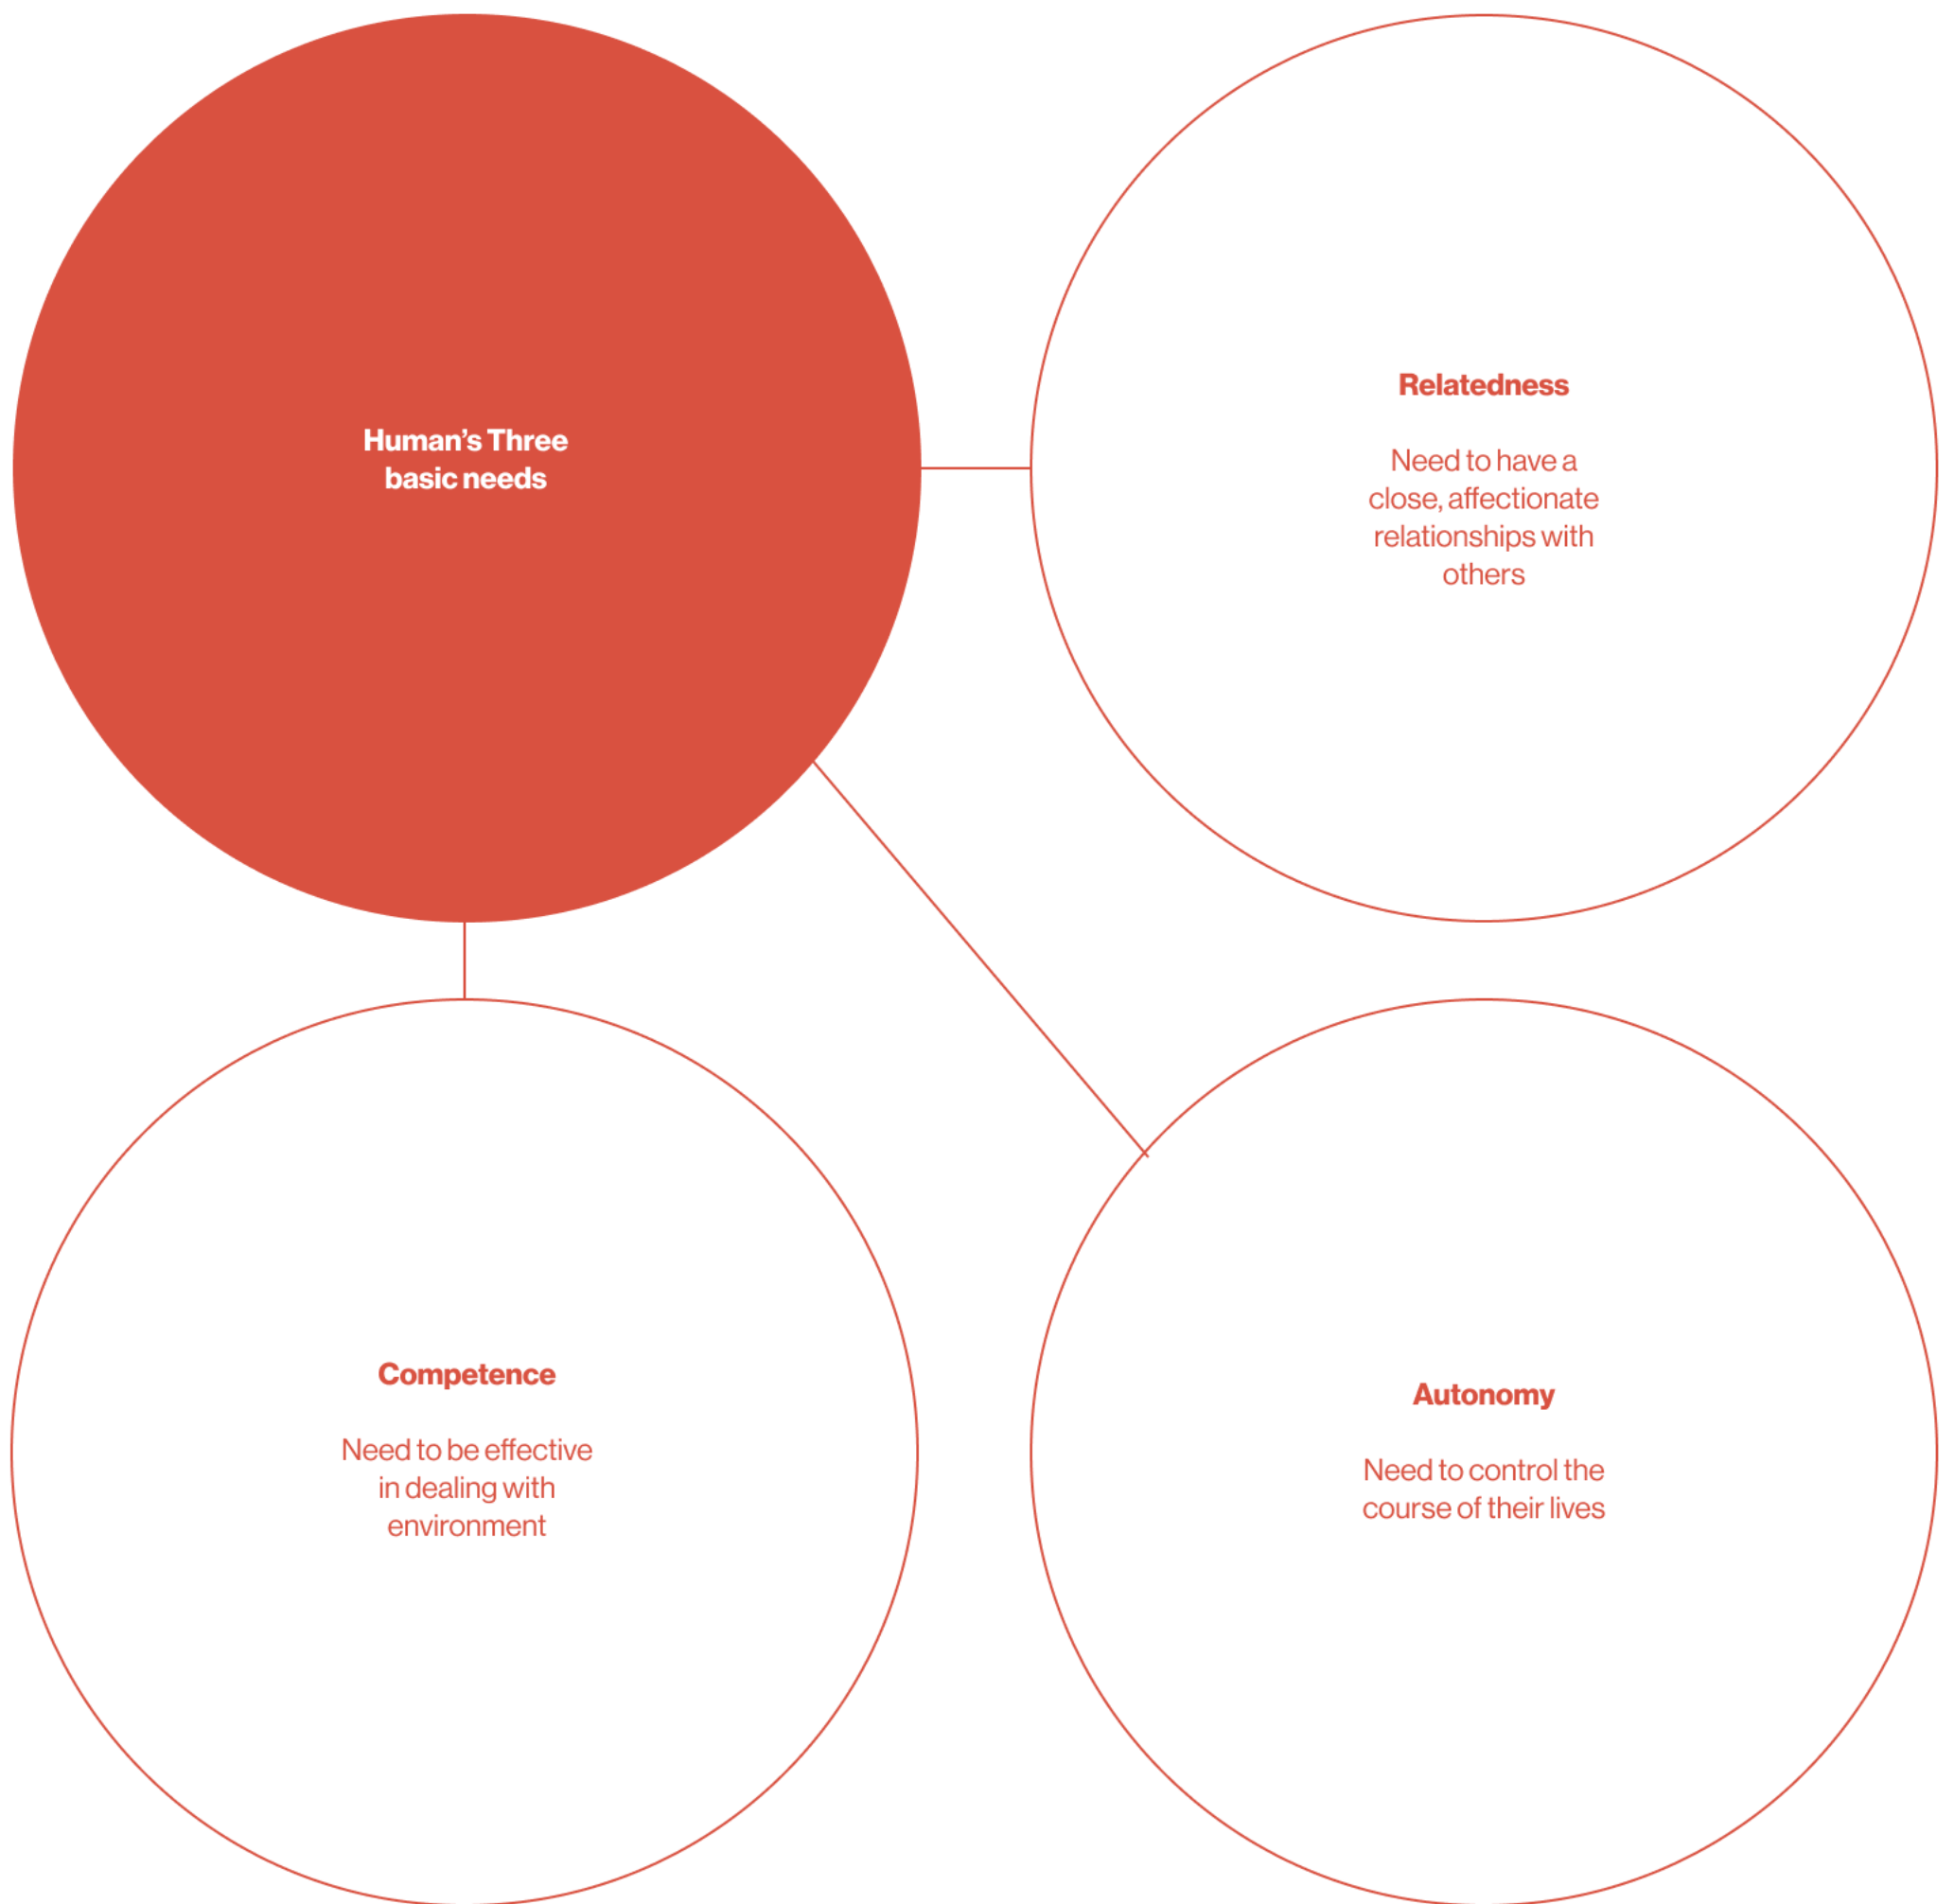 Human’s Three
basic needs
Relatedness
Need to have a
close, affectionate
relationships with
others
Competence
Need to be effective
in dealing with
environment
Autonomy
Need to control the
course of their lives